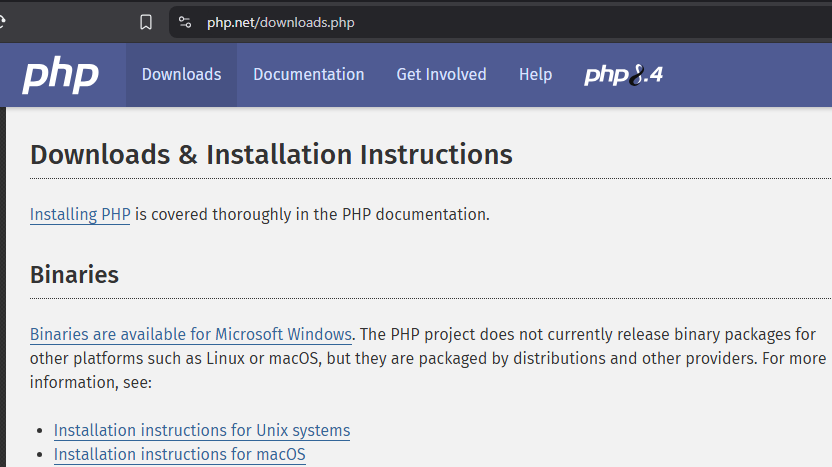 php.net/downloads.php
php Downloads Documentation Get Involved Help php 8.4
Downloads & Installation Instructions
Installing PHP is covered thoroughly in the PHP documentation.
Binaries
Binaries are available for Microsoft Windows. The PHP project does not currently release binary packages for
other platforms such as Linux or macOS, but they are packaged by distributions and other providers. For more
information, see:
• Installation instructions for Unix systems
• Installation instructions for macOS